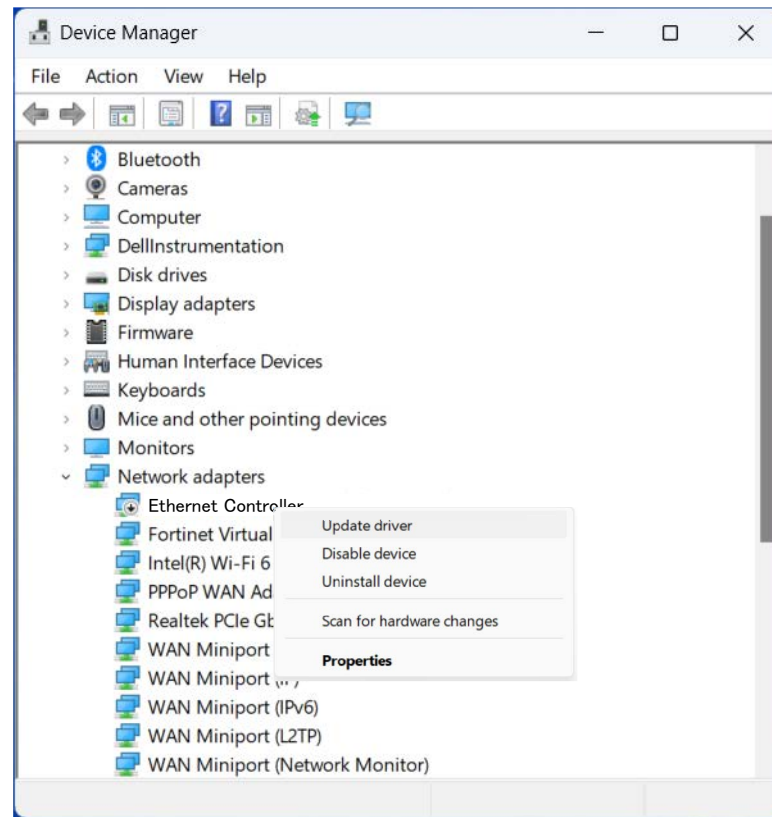 Device Manager
File Action View Help
Bluetooth
Cameras
Computer
DellInstrumentation
Disk drives
Display adapters
Firmware
Human Interface Devices
Keyboards
Mice and other pointing devices
Monitors
Network adapters
Ethernet Controller
Fortinet Virtual
Intel(R) Wi-Fi 6
PPPoP WAN Ad
Realtek PCIe Gb
WAN Miniport
WAN Miniport (IP)
WAN Miniport (IPv6)
WAN Miniport (L2TP)
WAN Miniport (Network Monitor)
Update driver
Disable device
Uninstall device
Scan for hardware changes
Properties